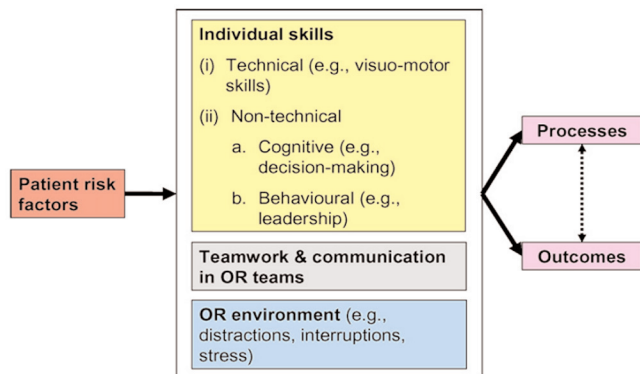 Individual skills
(i) Technical (e.g., visuo-motor
skills)
(ii) Non-technical
a. Cognitive (e.g.,
decision-making)
b. Behavioural (e.g.,
leadership)
Patient risk
factors
Teamwork & communication
in OR teams
OR environment (e.g.,
distractions, interruptions,
stress)
Processes
Outcomes